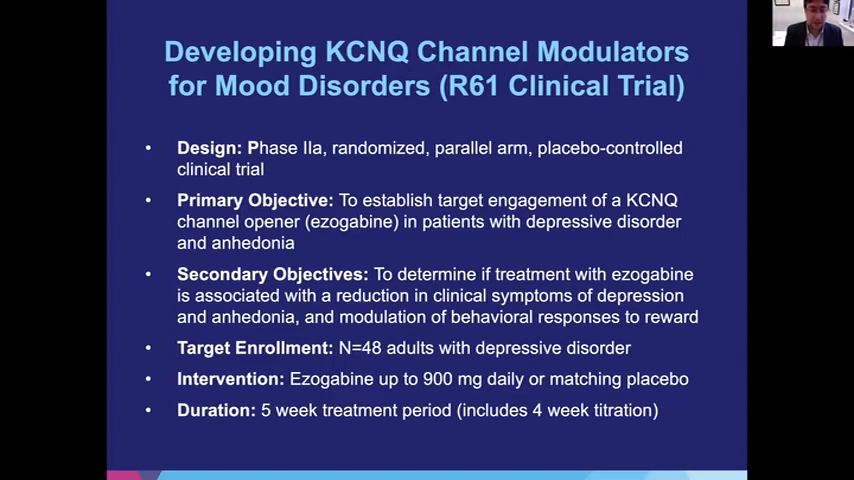 Developing KCNQ Channel Modulators
for Mood Disorders (R61 Clinical Trial)
• Design: Phase IIa, randomized, parallel arm, placebo-controlled
clinical trial
• Primary Objective: To establish target engagement of a KCNQ
channel opener (ezogabine) in patients with depressive disorder
and anhedonia
• Secondary Objectives: To determine if treatment with ezogabine
is associated with a reduction in clinical symptoms of depression
and anhedonia, and modulation of behavioral responses to reward
• Target Enrollment: N=48 adults with depressive disorder
• Intervention: Ezogabine up to 900 mg daily or matching placebo
• Duration: 5 week treatment period (includes 4 week titration)